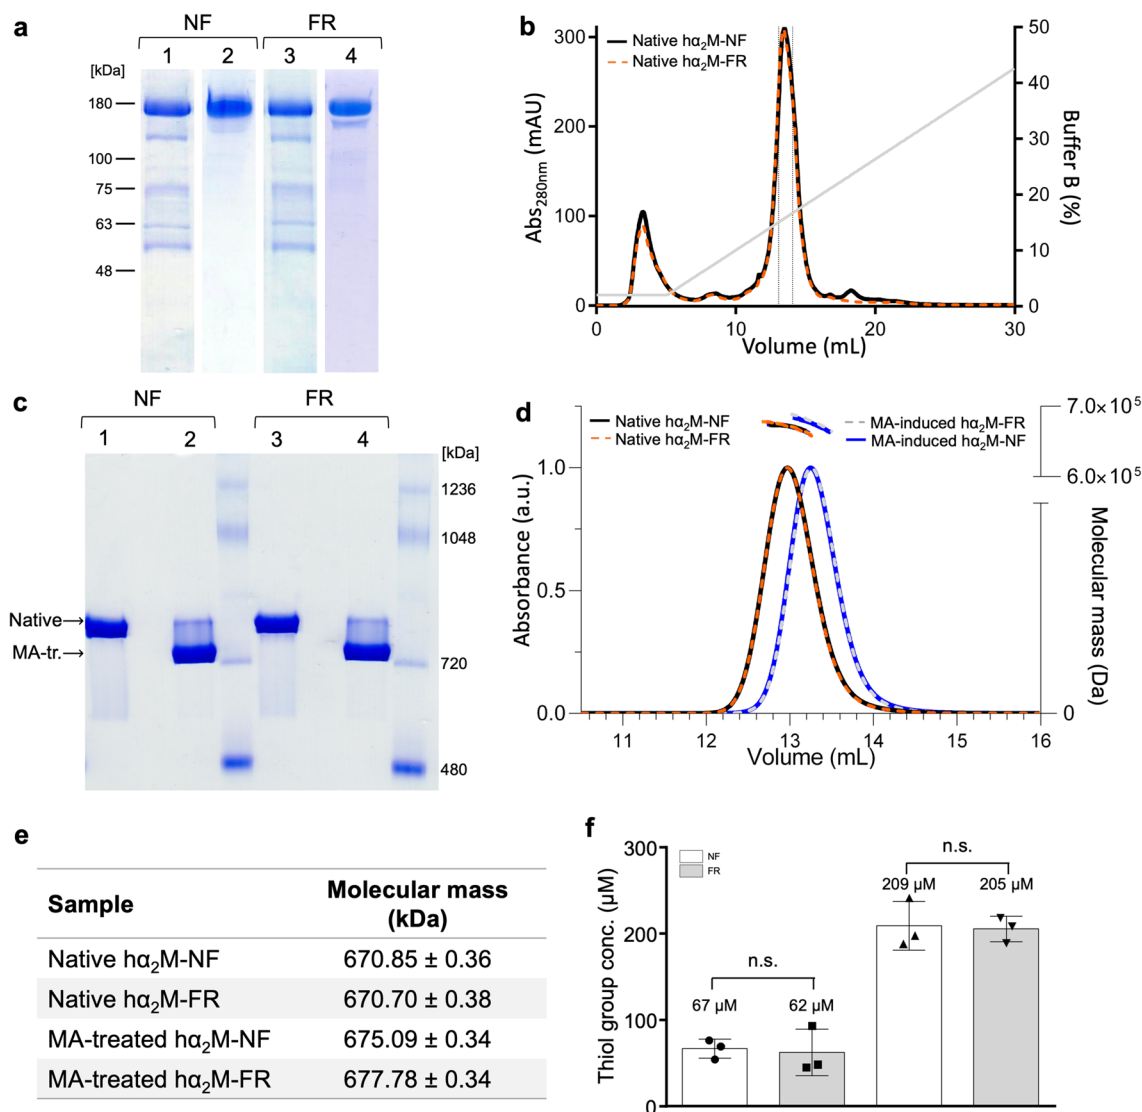 a
NF FR
1 2 3 4
[kDa]
180
100
75
63
48
b
Native hα₂M-NF
Native hα₂M-FR
Abs280nm (mAU)
300
200
100
0
Buffer B (%)
50
40
30
20
10
0
0 10 20 30
Volume (mL)
c
NF FR
1 2 3 4
[kDa]
1236
1048
Native
MA-tr.
720
480
d
Native hα₂M-NF
Native hα₂M-FR
MA-induced hα₂M-FR
MA-induced hα₂M-NF
Absorbance (a.u.)
1.0
0.5
0.0
Molecular mass (Da)
7.0×10⁵
6.0×10⁵
0
11 12 13 14 15 16
Volume (mL)
e
Sample Molecular mass
(kDa)
Native hα₂M-NF 670.85 ± 0.36
Native hα₂M-FR 670.70 ± 0.38
MA-treated hα₂M-NF 675.09 ± 0.34
MA-treated hα₂M-FR 677.78 ± 0.34
f
NF
FR
Thiol group conc. (µM)
300
200
100
0
n.s.
67 µM 62 µM
n.s.
209 µM 205 µM